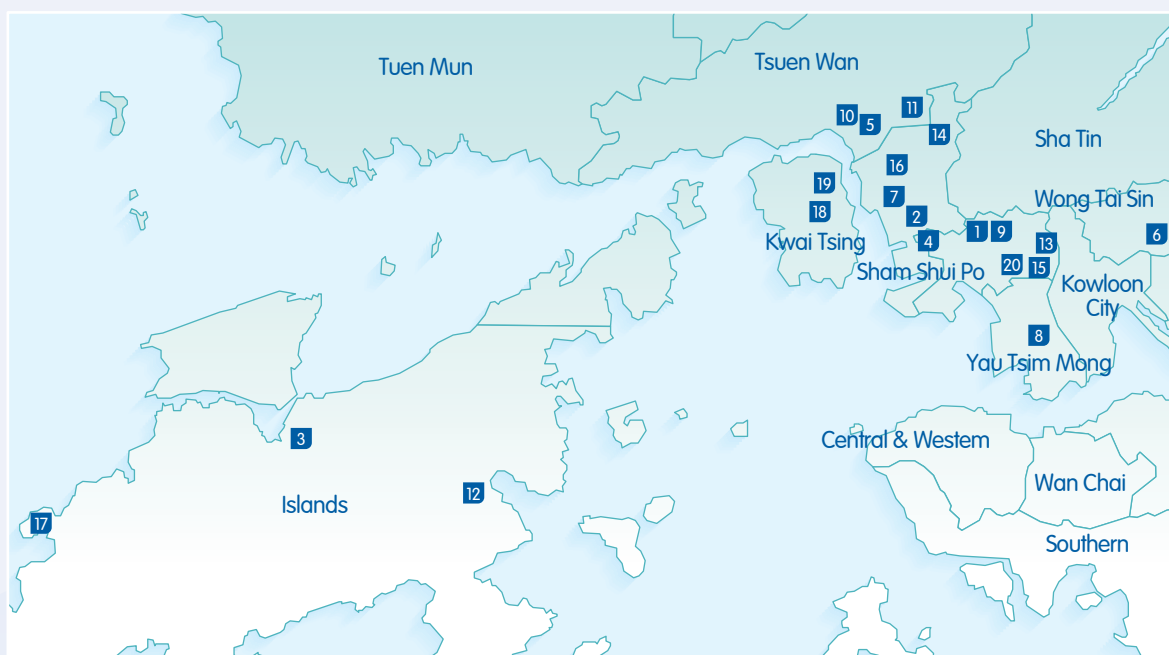 Tuen Mun
Tsuen Wan
11
10
5
14
Sha Tin
16
19
7
Wong Tai Sin
18
2
1
9
6
Kwai Tsing
4
13
Sham Shui Po
20
15
Kowloon
City
8
Yau Tsim Mong
3
Central & Westem
Wan Chai
12
Islands
17
Southern